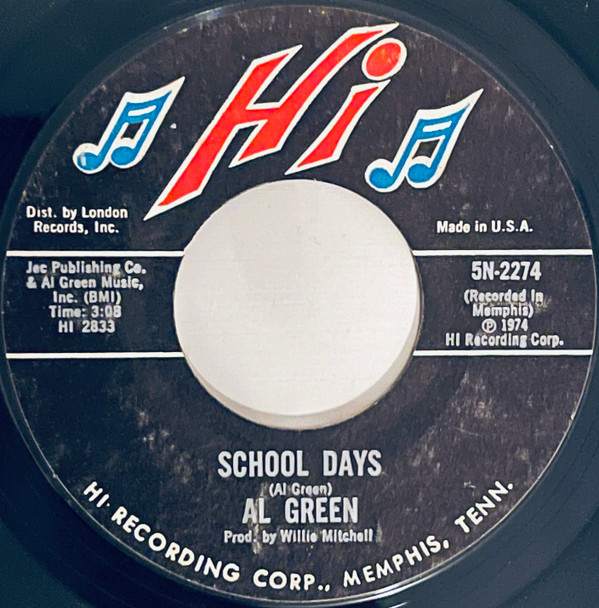 Hi
Dist. by London
Records, Inc.
Made in U.S.A.
Jec Publishing Co.
& Al Green Music,
Inc. (BMI)
Time: 3:08
HI 2833
5N-2274
(Recorded in
Memphis)
℗ 1974
HI Recording Corp.
SCHOOL DAYS
(Al Green)
AL GREEN
Prod. by Willie Mitchell
HI RECORDING CORP., MEMPHIS, TENN.